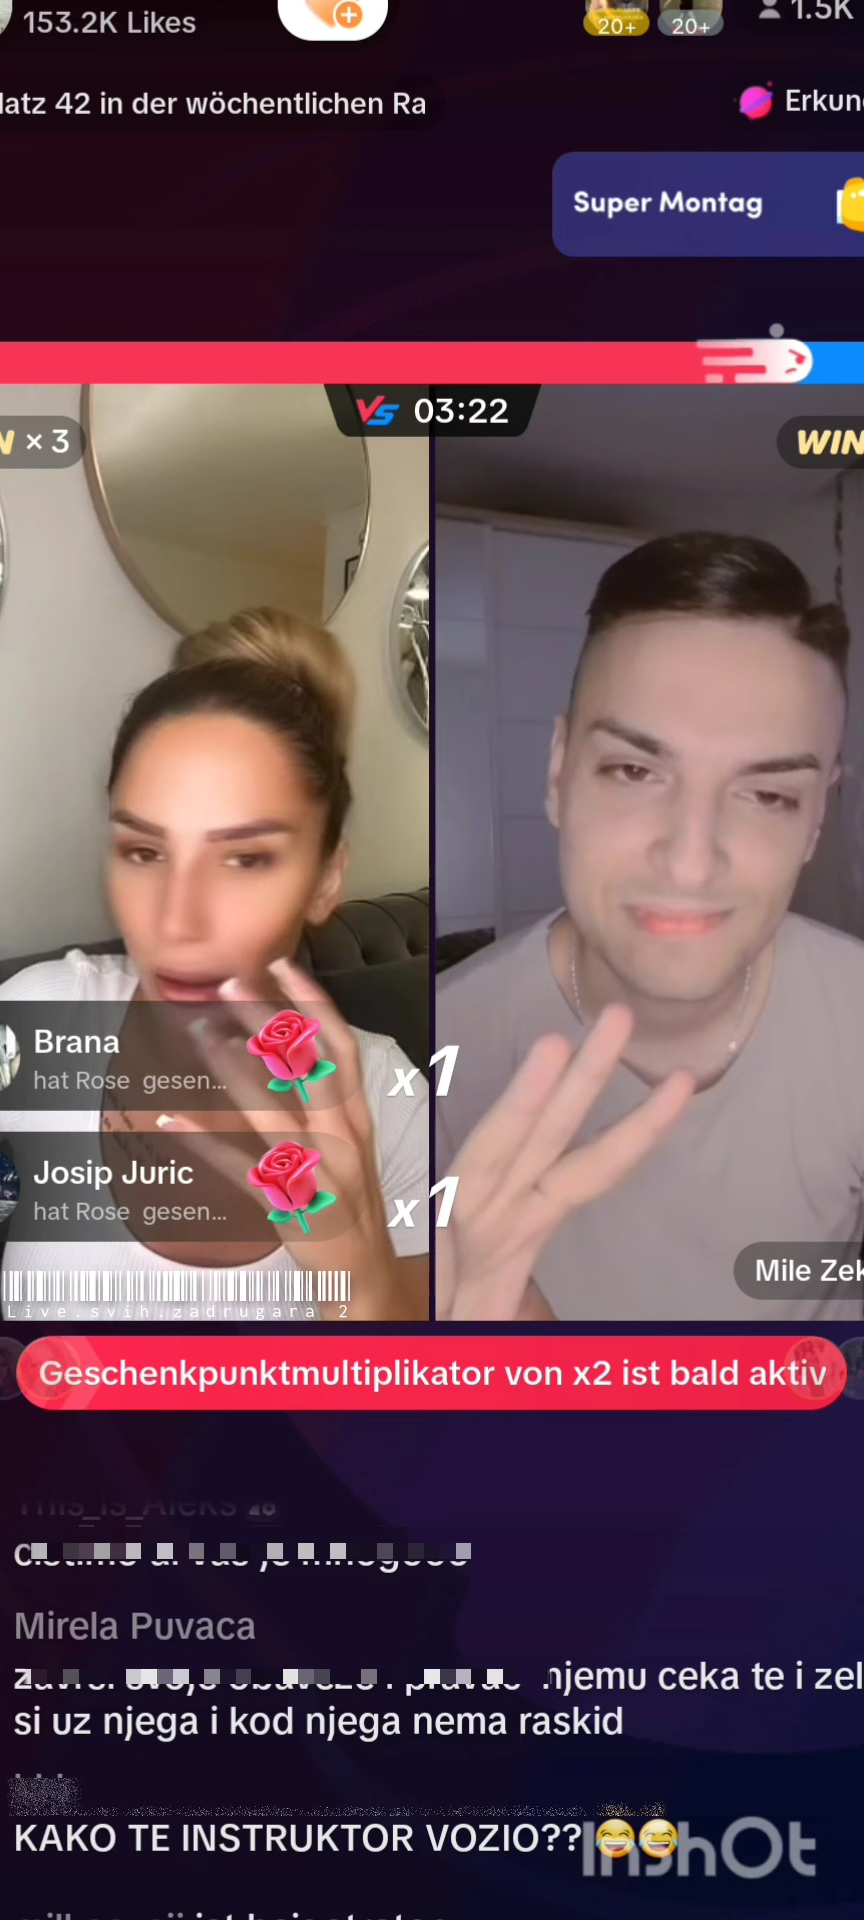 153.2K Likes
20+
20+
1.5K
latz 42 in der wöchentlichen Ra
Erkun
Super Montag
VS 03:22
N × 3
WIN
Brana
hat Rose gesen...
x1
Josip Juric
hat Rose gesen...
x1
Live.svih.zadrugara 2
Mile Zek
Geschenkpunktmultiplikator von x2 ist bald aktiv
This_is_Aleks
Mirela Puvaca
njemu ceka te i zel
si uz njega i kod njega nema raskid
KAKO TE INSTRUKTOR VOZIO??😂😂
InShOt